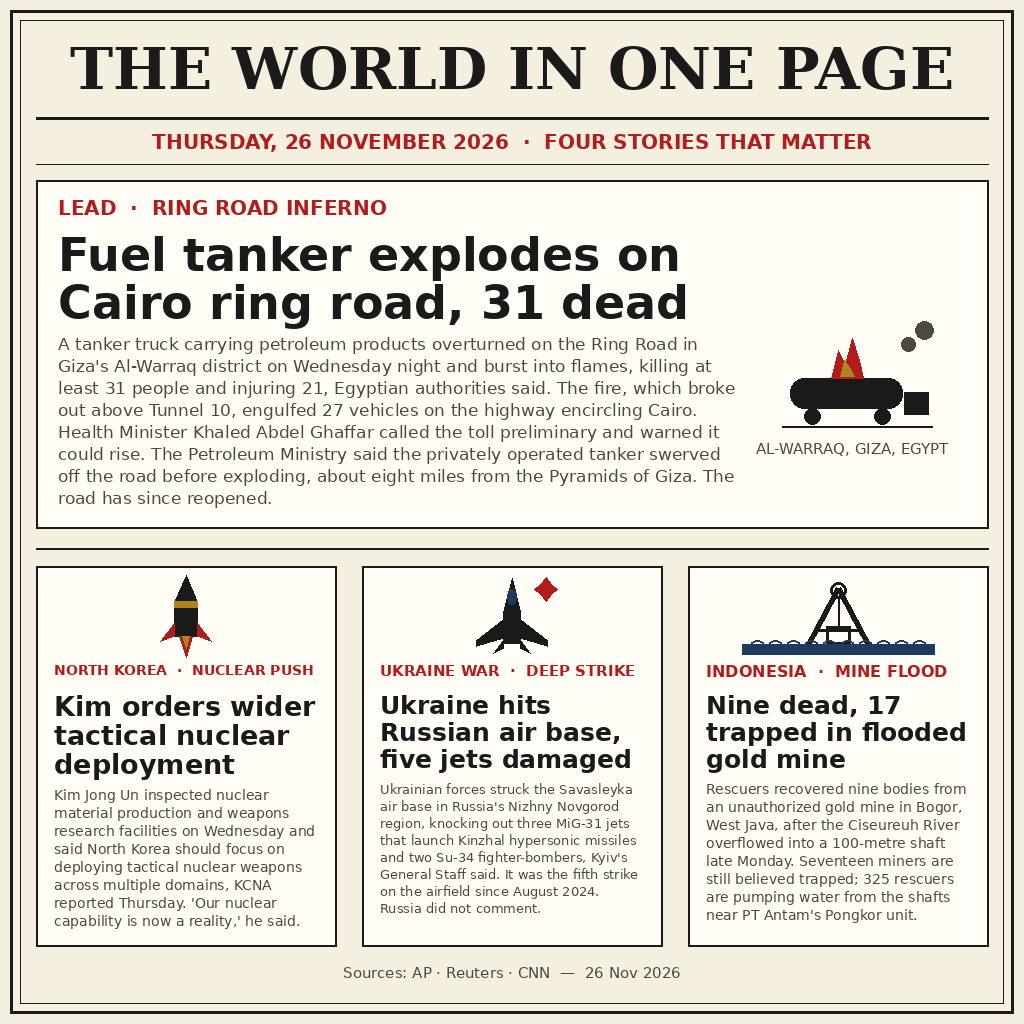 THE WORLD IN ONE PAGE
THURSDAY, 26 NOVEMBER 2026 · FOUR STORIES THAT MATTER
LEAD · RING ROAD INFERNO
Fuel tanker explodes on
Cairo ring road, 31 dead
A tanker truck carrying petroleum products overturned on the Ring Road in
Giza's Al-Warraq district on Wednesday night and burst into flames, killing at
least 31 people and injuring 21, Egyptian authorities said. The fire, which broke
out above Tunnel 10, engulfed 27 vehicles on the highway encircling Cairo.
Health Minister Khaled Abdel Ghaffar called the toll preliminary and warned it
could rise. The Petroleum Ministry said the privately operated tanker swerved
off the road before exploding, about eight miles from the Pyramids of Giza. The
road has since reopened.
AL-WARRAQ, GIZA, EGYPT
NORTH KOREA · NUCLEAR PUSH
Kim orders wider
tactical nuclear
deployment
Kim Jong Un inspected nuclear
material production and weapons
research facilities on Wednesday and
said North Korea should focus on
deploying tactical nuclear weapons
across multiple domains, KCNA
reported Thursday. 'Our nuclear
capability is now a reality,' he said.
UKRAINE WAR · DEEP STRIKE
Ukraine hits
Russian air base,
five jets damaged
Ukrainian forces struck the Savasleyka
air base in Russia's Nizhny Novgorod
region, knocking out three MiG-31 jets
that launch Kinzhal hypersonic missiles
and two Su-34 fighter-bombers, Kyiv's
General Staff said. It was the fifth strike
on the airfield since August 2024.
Russia did not comment.
INDONESIA · MINE FLOOD
Nine dead, 17
trapped in flooded
gold mine
Rescuers recovered nine bodies from
an unauthorized gold mine in Bogor,
West Java, after the Ciseureuh River
overflowed into a 100-metre shaft
late Monday. Seventeen miners are
still believed trapped; 325 rescuers
are pumping water from the shafts
near PT Antam's Pongkor unit.
Sources: AP · Reuters · CNN — 26 Nov 2026